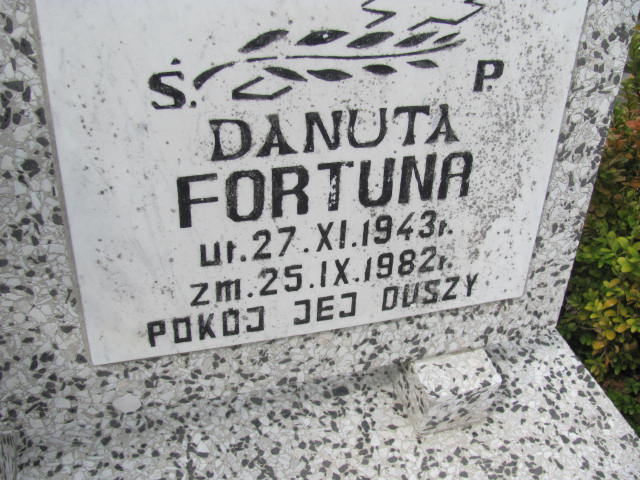 Ś. P.
DANUTA
FORTUNA
ur. 27. XI. 1943r.
zm. 25. IX. 1982r.
POKÓJ JEJ DUSZY